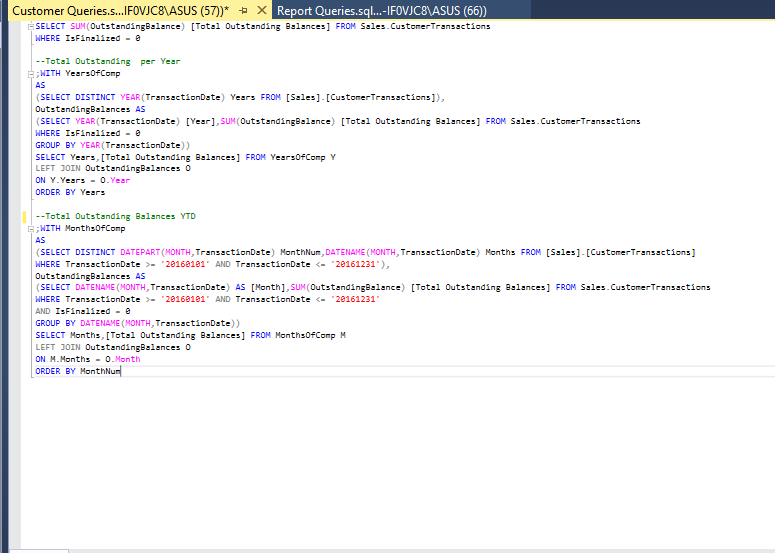 Customer Queries.s...IF0VJC8\ASUS (57))* Report Queries.sql...-IF0VJC8\ASUS (66))
SELECT SUM(OutstandingBalance) [Total Outstanding Balances] FROM Sales.CustomerTransactions
WHERE IsFinalized = 0
--Total Outstanding  per Year
;WITH YearsOfComp
AS
(SELECT DISTINCT YEAR(TransactionDate) Years FROM [Sales].[CustomerTransactions]),
OutstandingBalances AS
(SELECT YEAR(TransactionDate) [Year],SUM(OutstandingBalance) [Total Outstanding Balances] FROM Sales.CustomerTransactions
WHERE IsFinalized = 0
GROUP BY YEAR(TransactionDate))
SELECT Years,[Total Outstanding Balances] FROM YearsOfComp Y
LEFT JOIN OutstandingBalances O
ON Y.Years = O.Year
ORDER BY Years
--Total Outstanding Balances YTD
;WITH MonthsOfComp
AS
(SELECT DISTINCT DATEPART(MONTH,TransactionDate) MonthNum,DATENAME(MONTH,TransactionDate) Months FROM [Sales].[CustomerTransactions]
WHERE TransactionDate >= '20160101' AND TransactionDate <= '20161231'),
OutstandingBalances AS
(SELECT DATENAME(MONTH,TransactionDate) AS [Month],SUM(OutstandingBalance) [Total Outstanding Balances] FROM Sales.CustomerTransactions
WHERE TransactionDate >= '20160101' AND TransactionDate <= '20161231'
AND IsFinalized = 0
GROUP BY DATENAME(MONTH,TransactionDate))
SELECT Months,[Total Outstanding Balances] FROM MonthsOfComp M
LEFT JOIN OutstandingBalances O
ON M.Months = O.Month
ORDER BY MonthNum